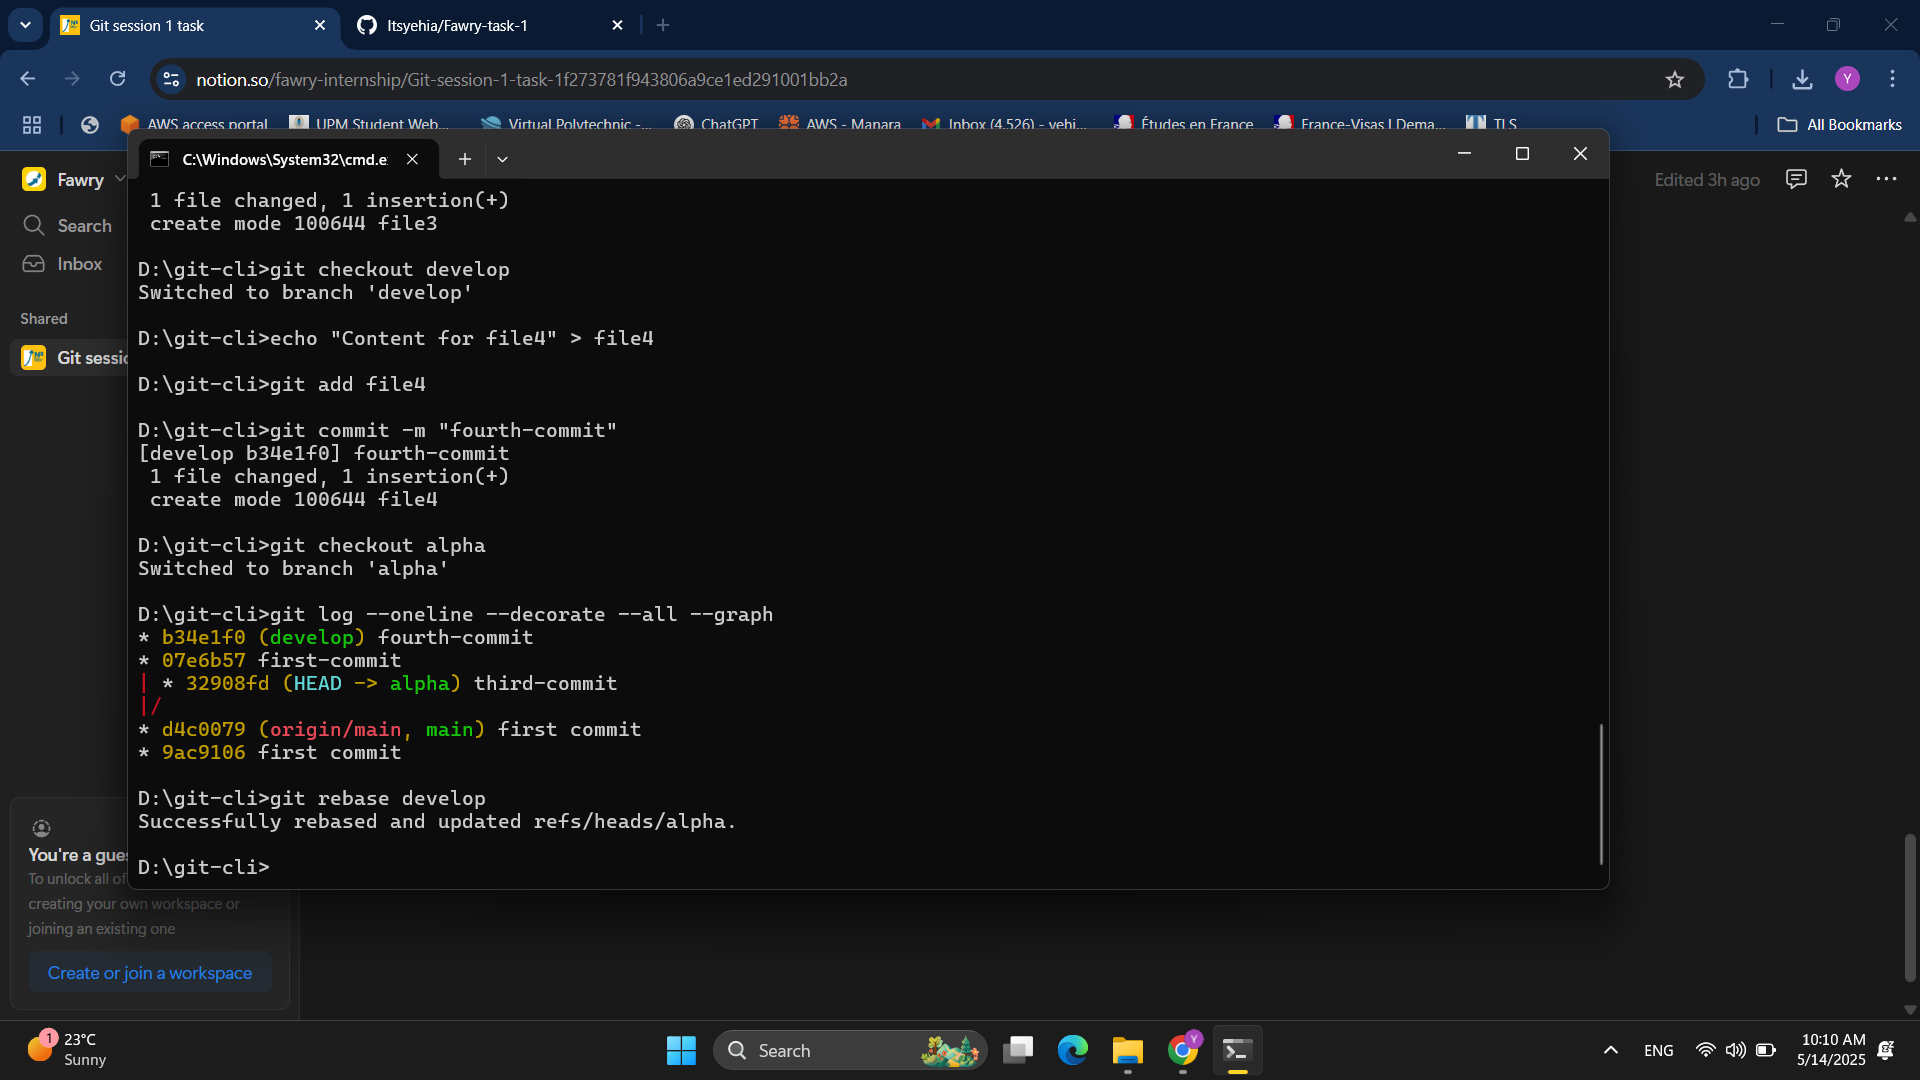 Git session 1 task
Itsyehia/Fawry-task-1
notion.so/fawry-internship/Git-session-1-task-1f273781f943806a9ce1ed291001bb2a
AWS access portal
UPM Student Web...
Virtual Polytechnic -...
ChatGPT
AWS - Manara
Inbox (4,526) - yehi...
Études en France
France-Visas | Dema...
TLS
All Bookmarks
Y
C:\Windows\System32\cmd.e
Fawry
Search
Inbox
Shared
Git sessi
Edited 3h ago
1 file changed, 1 insertion(+)
create mode 100644 file3
D:\git-cli>git checkout develop
Switched to branch 'develop'
D:\git-cli>echo "Content for file4" > file4
D:\git-cli>git add file4
D:\git-cli>git commit -m "fourth-commit"
[develop b34e1f0] fourth-commit
1 file changed, 1 insertion(+)
create mode 100644 file4
D:\git-cli>git checkout alpha
Switched to branch 'alpha'
D:\git-cli>git log --oneline --decorate --all --graph
* b34e1f0 (develop) fourth-commit
* 07e6b57 first-commit
| * 32908fd (HEAD -> alpha) third-commit
|/
* d4c0079 (origin/main, main) first commit
* 9ac9106 first commit
D:\git-cli>git rebase develop
Successfully rebased and updated refs/heads/alpha.
D:\git-cli>
You're a gue
To unlock all of
creating your own workspace or
joining an existing one
Create or join a workspace
1
23°C
Sunny
Search
Y
ENG
10:10 AM
5/14/2025